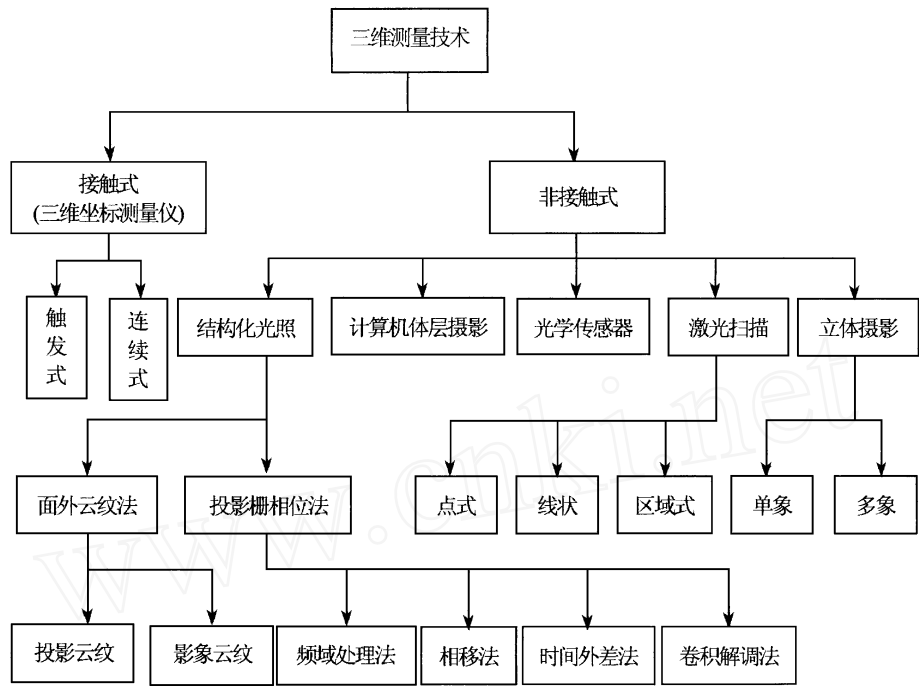 三维测量技术
接触式
(三维坐标测量仪)
非接触式
触发式
连续式
结构化光照
计算机体层摄影
光学传感器
激光扫描
立体摄影
面外云纹法
投影栅相位法
点式
线状
区域式
单象
多象
投影云纹
影象云纹
频域处理法
相移法
时间外差法
卷积解调法
www.cnki.net